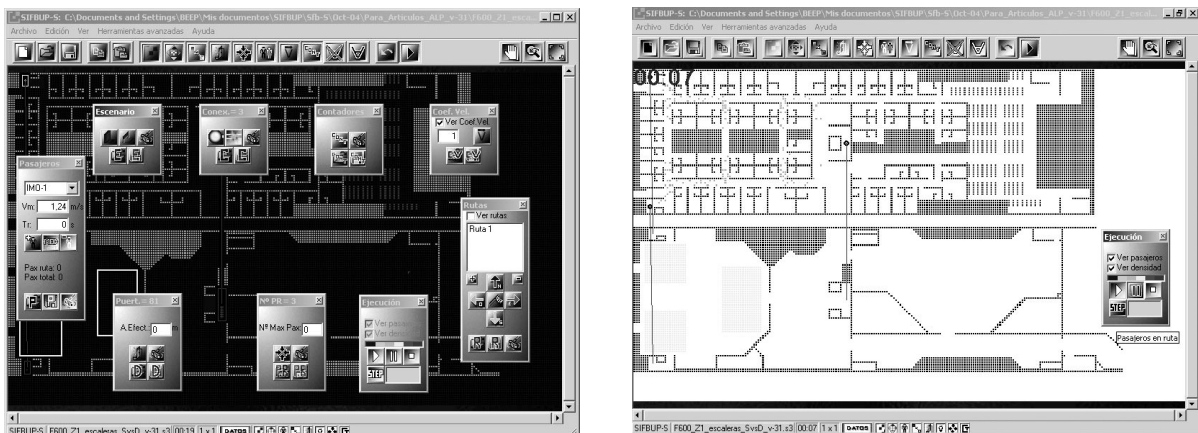 SIFBUP-S: C:\Documents and Settings\BEEP\Mis documentos\SIfbUP\Sfb-S\Oct-04\Para_Articulos_ALP_v-31\F600_Z1_esca
Archivo Edición Ver Herramientas avanzadas Ayuda
Escenario
Conex.= 3
Contadores
Coef. Vel.
Ver Coef.Vel.
1
Pasajeros
IMO-1
Vm: 1,24 m/s
Tr: 0 s
Pax ruta: 0
Pax total: 0
Rutas
Ver rutas
Ruta 1
Puert.= 81
A.Efect.: 0 m
Nº PR= 3
Nº Max Pax: 0
Ejecución
Ver densidad
STEP
SIFBUP-S F600_Z1_escaleras_SvsD_v-31.s3 00:19 1 x 1 DATOS
SIFBUP-S: C:\Documents and Settings\BEEP\Mis documentos\SIfbUP\Sfb-S\Oct-04\Para_Articulos_ALP_v-31\F600_Z1_escal
Archivo Edición Ver Herramientas avanzadas Ayuda
00:07
Ejecución
Ver pasajeros
Ver densidad
STEP
Pasajeros en ruta
SIFBUP-S F600_Z1_escaleras_SvsD_v-31.s3 00:07 1 x 1 DATOS